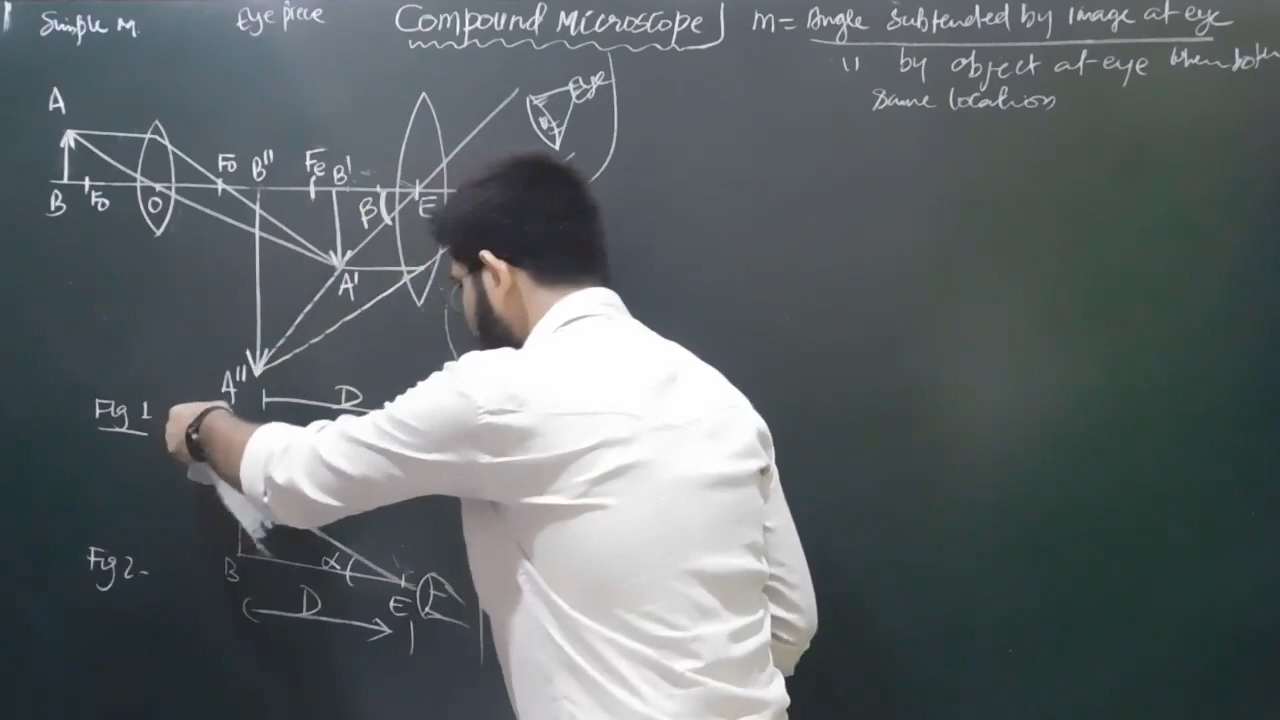 Simple M.
Eye piece
Compound Microscope
m = Angle subtended by image at eye
" by object at eye when both
same location
Eye
A
Fo B" Fe B'
B Fo O β E
A'
A"
D
Fig 1
Fig 2-
B α E
D